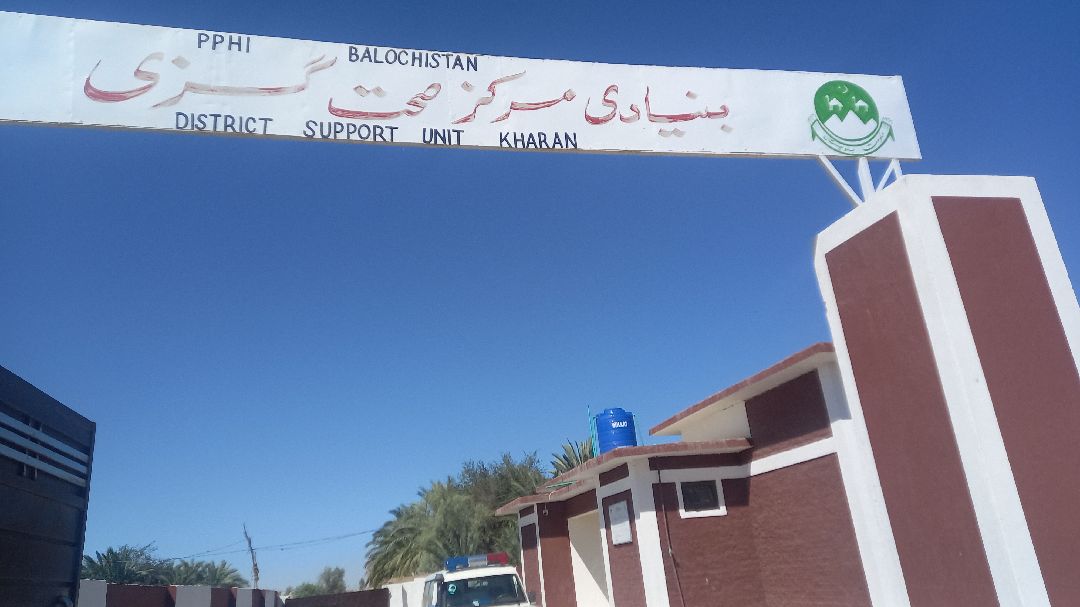 PPHI BALOCHISTAN
بنیادی مرکز صحت گزی
DISTRICT SUPPORT UNIT KHARAN